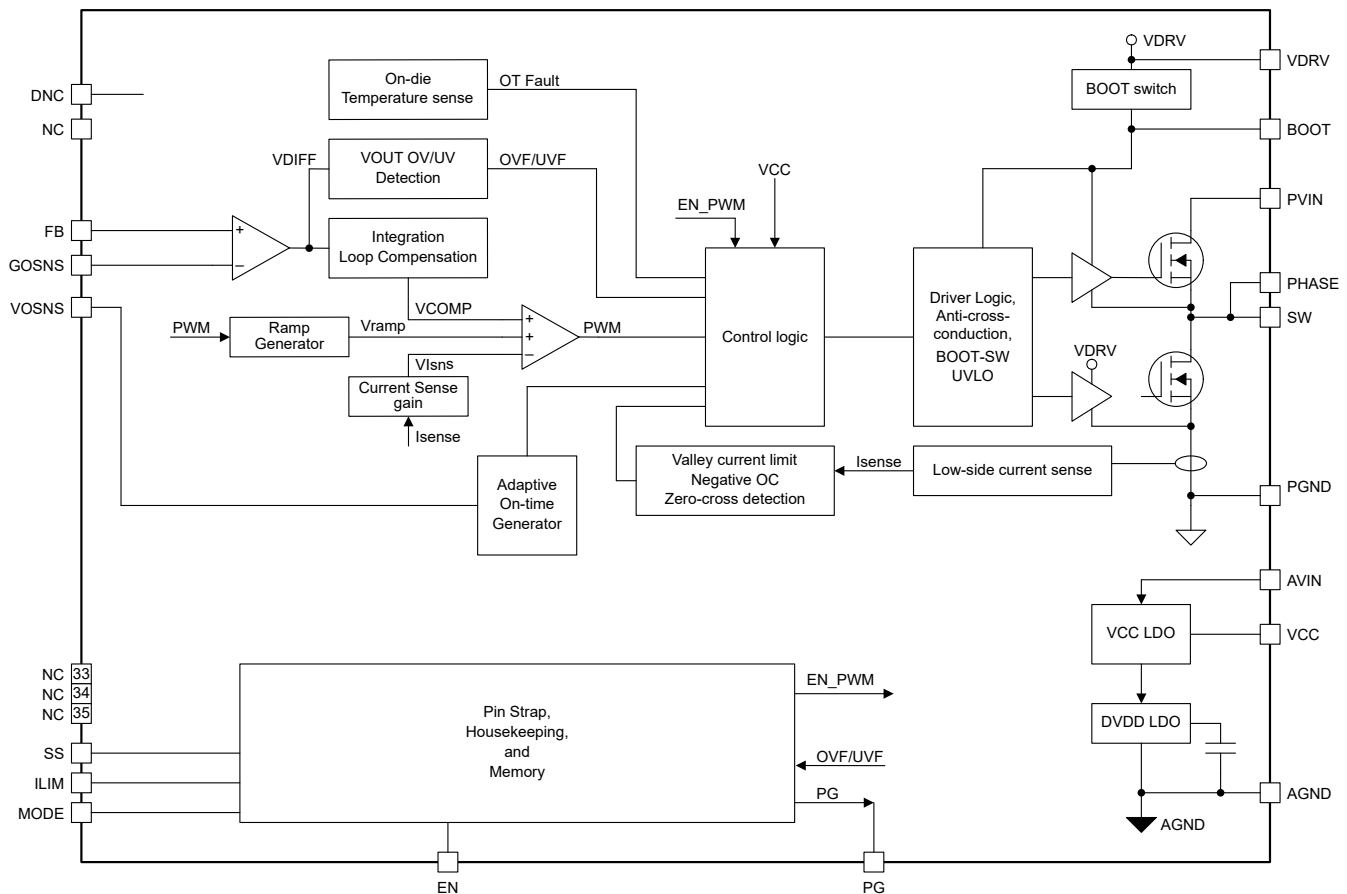 VDRV
VDRV
On-die
Temperature sense
OT Fault
BOOT switch
DNC
NC
BOOT
VDIFF
VOUT OV/UV
Detection
OVF/UVF
VCC
EN_PWM
PVIN
FB
+
−
GOSNS
Integration
Loop Compensation
PHASE
VOSNS
VCOMP
SW
PWM
Ramp
Generator
Vramp
+
+
−
PWM
Control logic
Driver Logic,
Anti-cross-
conduction,
BOOT-SW
UVLO
VDRV
VIsns
Current Sense
gain
Isense
Valley current limit
Negative OC
Zero-cross detection
Isense
Low-side current sense
Adaptive
On-time
Generator
PGND
AVIN
VCC LDO
VCC
NC 33
NC 34
NC 35
EN_PWM
Pin Strap,
Housekeeping,
and
Memory
DVDD LDO
SS
OVF/UVF
ILIM
PG
AGND
MODE
AGND
EN
PG